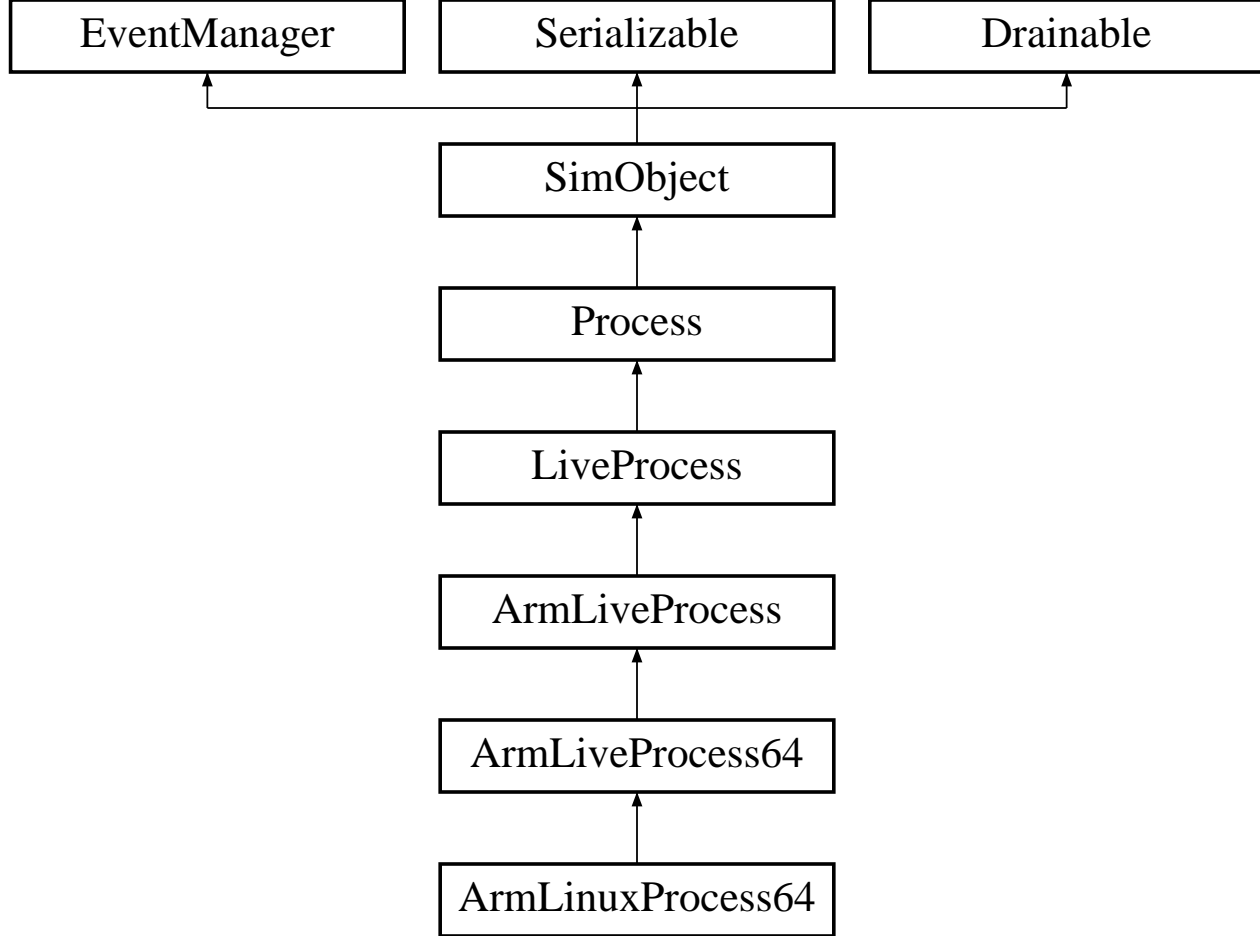 EventManager
Serializable
Drainable
SimObject
Process
LiveProcess
ArmLiveProcess
ArmLiveProcess64
ArmLinuxProcess64